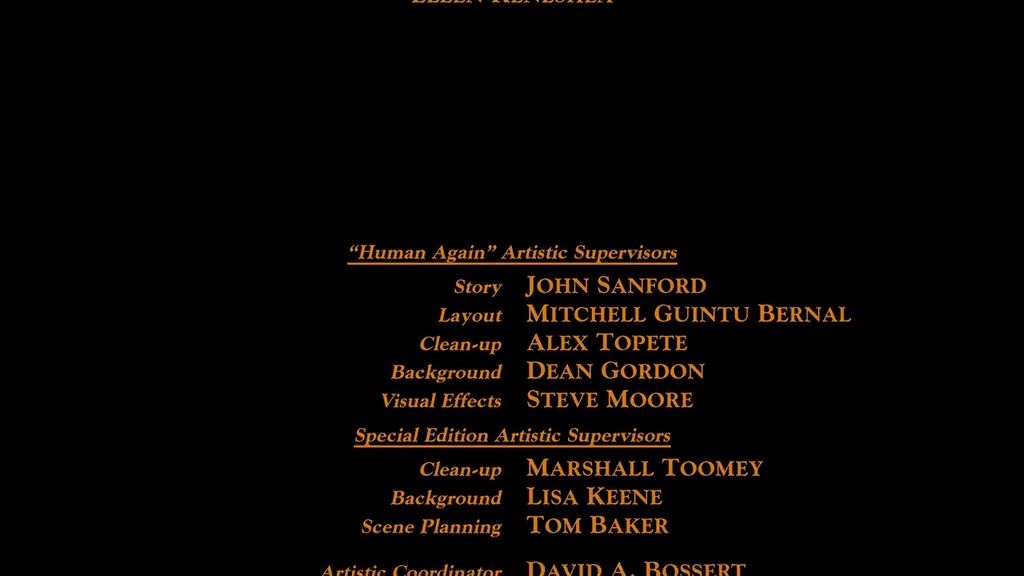 "Human Again" Artistic Supervisors
Story JOHN SANFORD
Layout MITCHELL GUINTU BERNAL
Clean-up ALEX TOPETE
Background DEAN GORDON
Visual Effects STEVE MOORE
Special Edition Artistic Supervisors
Clean-up MARSHALL TOOMEY
Background LISA KEENE
Scene Planning TOM BAKER
Artistic Coordinator DAVID A. BOSSERT